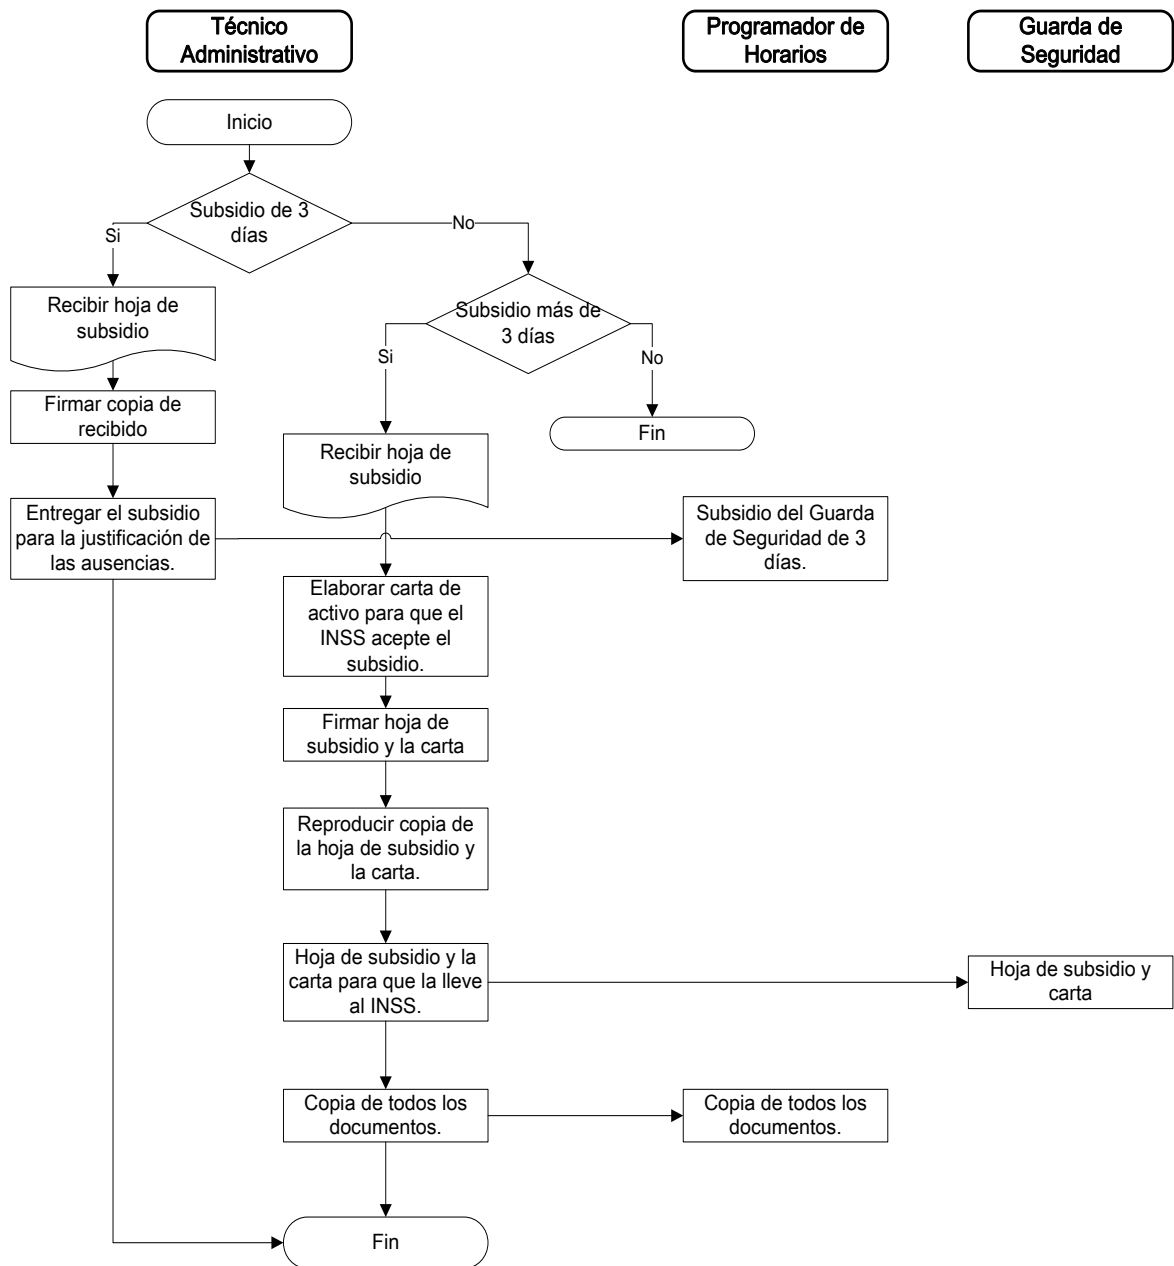 Técnico
Administrativo
Programador de
Horarios
Guarda de
Seguridad
Inicio
Subsidio de 3
días
Si
No
Recibir hoja de
subsidio
Subsidio más de
3 días
Si
No
Firmar copia de
recibido
Fin
Recibir hoja de
subsidio
Entregar el subsidio
para la justificación de
las ausencias.
Subsidio del Guarda
de Seguridad de 3
días.
Elaborar carta de
activo para que el
INSS acepte el
subsidio.
Firmar hoja de
subsidio y la carta
Reproducir copia de
la hoja de subsidio y
la carta.
Hoja de subsidio y la
carta para que la lleve
al INSS.
Hoja de subsidio y
carta
Copia de todos los
documentos.
Copia de todos los
documentos.
Fin